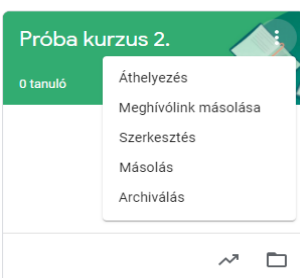 Próba kurzus 2.
0 tanuló
Áthelyezés
Meghívólink másolása
Szerkesztés
Másolás
Archiválás